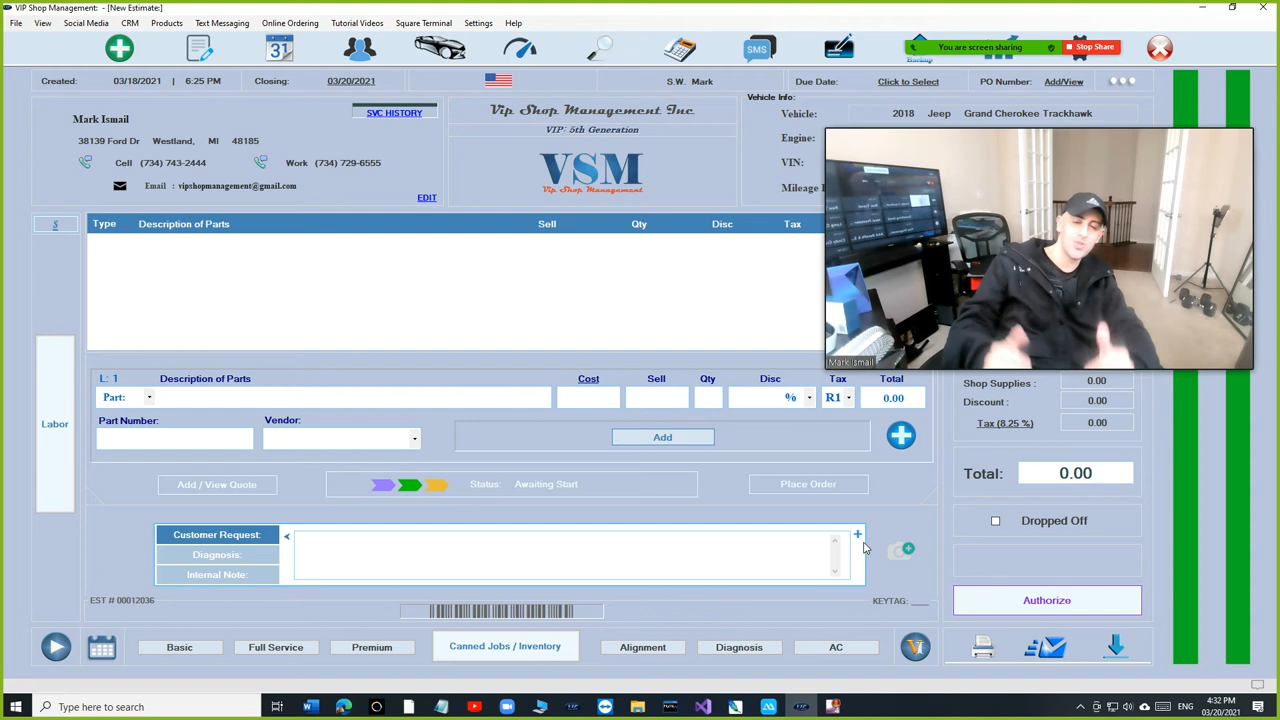 VIP Shop Management: - [New Estimate:]
File View Social Media CRM Products Text Messaging Online Ordering Tutorial Videos Square Terminal Settings Help
31 SMS You are screen sharing Stop Share
Backup
Created: 03/18/2021 | 6:25 PM Closing: 03/20/2021 S.W. Mark Due Date: Click to Select PO Number: Add/View
Mark Ismail SVC HISTORY
38139 Ford Dr Westland, MI 48185
Cell (734) 743-2444 Work (734) 729-6555
Email : vipshopmanagement@gmail.com
EDIT
Vip Shop Management Inc
VIP: 5th Generation
VSM
Vip Shop Management
Vehicle Info:
Vehicle: 2018 Jeep Grand Cherokee Trackhawk
Engine:
VIN:
Mileage
S Type Description of Parts Sell Qty Disc Tax
Mark Ismail
Labor
L: 1 Description of Parts Cost Sell Qty Disc Tax Total
Part: % R1 0.00
Part Number: Vendor:
Add
Add / View Quote Status: Awaiting Start Place Order
Shop Supplies : 0.00
Discount : 0.00
Tax (8.25 %) 0.00
Total: 0.00
Dropped Off
Authorize
Customer Request:
Diagnosis:
Internal Note:
EST # 00012036 KEYTAG: ___
Basic Full Service Premium Canned Jobs / Inventory Alignment Diagnosis AC
Type here to search
ENG 4:32 PM
03/20/2021